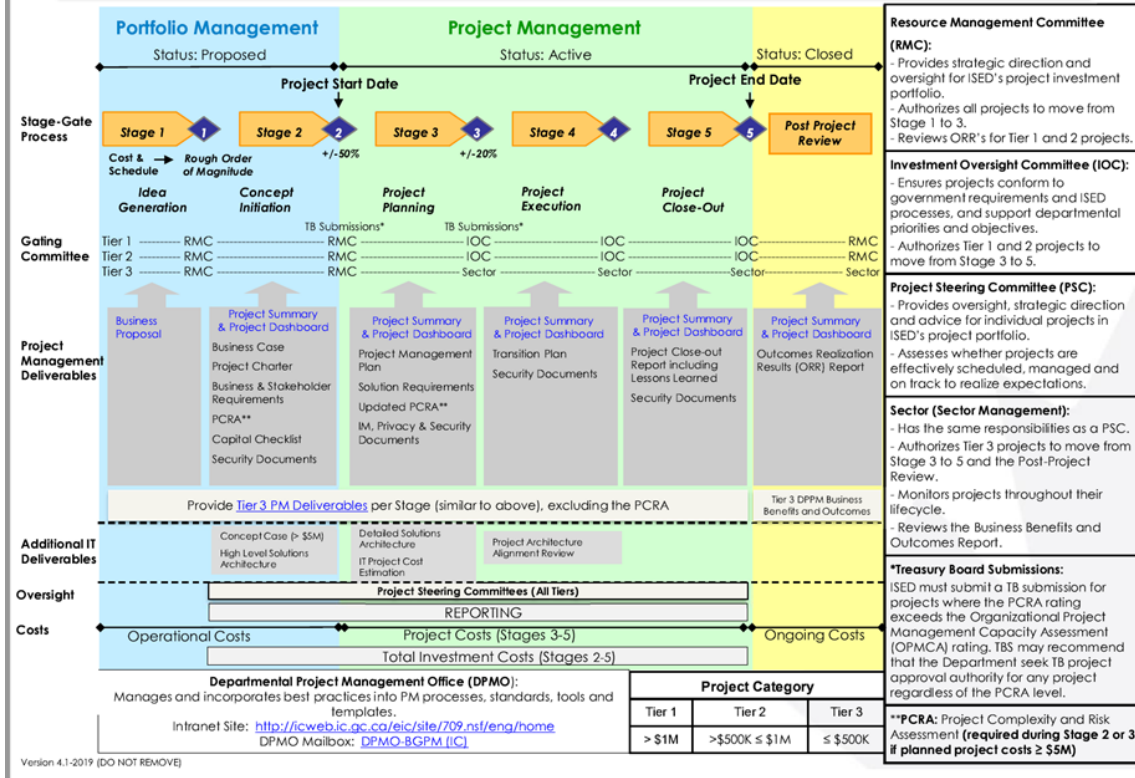 Portfolio Management
Project Management
Status: Proposed
Status: Active
Status: Closed
Project Start Date
Project End Date
Stage-Gate
Process
Stage 1
1
Stage 2
2
Stage 3
3
Stage 4
4
Stage 5
5
Post Project
Review
Cost &
Schedule
Rough Order
of Magnitude
+/-50%
+/-20%
Idea
Generation
Concept
Initiation
Project
Planning
Project
Execution
Project
Close-Out
TB Submissions*
TB Submissions*
Gating
Committee
Tier 1 RMC RMC IOC IOC IOC RMC
Tier 2 RMC RMC IOC IOC IOC RMC
Tier 3 RMC RMC Sector Sector Sector Sector
Project
Management
Deliverables
Business
Proposal
Project Summary
& Project Dashboard
Business Case
Project Charter
Business & Stakeholder
Requirements
PCRA**
Capital Checklist
Security Documents
Project Summary
& Project Dashboard
Project Management
Plan
Solution Requirements
Updated PCRA**
IM, Privacy & Security
Documents
Project Summary
& Project Dashboard
Transition Plan
Security Documents
Project Summary
& Project Dashboard
Project Close-out
Report including
Lessons Learned
Security Documents
Project Summary
& Project Dashboard
Outcomes Realization
Results (ORR) Report
Provide Tier 3 PM Deliverables per Stage (similar to above), excluding the PCRA
Tier 3 DPPM Business
Benefits and Outcomes
Additional IT
Deliverables
Concept Case (> $5M)
High Level Solutions
Architecture
Detailed Solutions
Architecture
IT Project Cost
Estimation
Project Architecture
Alignment Review
Oversight
Project Steering Committees (All Tiers)
REPORTING
Costs
Operational Costs
Project Costs (Stages 3-5)
Ongoing Costs
Total Investment Costs (Stages 2-5)
Departmental Project Management Office (DPMO):
Manages and incorporates best practices into PM processes, standards, tools and
templates.
Intranet Site: http://icweb.ic.gc.ca/eic/site/709.nsf/eng/home
DPMO Mailbox: DPMO-BGPM (IC)
Project Category
Tier 1 Tier 2 Tier 3
> $1M >$500K ≤ $1M ≤ $500K
Version 4.1-2019 (DO NOT REMOVE)
Resource Management Committee
(RMC):
- Provides strategic direction and
oversight for ISED's project investment
portfolio.
- Authorizes all projects to move from
Stage 1 to 3.
- Reviews ORR's for Tier 1 and 2 projects.
Investment Oversight Committee (IOC):
- Ensures projects conform to
government requirements and ISED
processes, and support departmental
priorities and objectives.
- Authorizes Tier 1 and 2 projects to
move from Stage 3 to 5.
Project Steering Committee (PSC):
- Provides oversight, strategic direction
and advice for individual projects in
ISED's project portfolio.
- Assesses whether projects are
effectively scheduled, managed and
on track to realize expectations.
Sector (Sector Management):
- Has the same responsibilities as a PSC.
- Authorizes Tier 3 projects to move from
Stage 3 to 5 and the Post-Project
Review.
- Monitors projects throughout their
lifecycle.
- Reviews the Business Benefits and
Outcomes Report.
*Treasury Board Submissions:
ISED must submit a TB submission for
projects where the PCRA rating
exceeds the Organizational Project
Management Capacity Assessment
(OPMCA) rating. TBS may recommend
that the Department seek TB project
approval authority for any project
regardless of the PCRA level.
**PCRA: Project Complexity and Risk
Assessment (required during Stage 2 or 3
if planned project costs ≥ $5M)